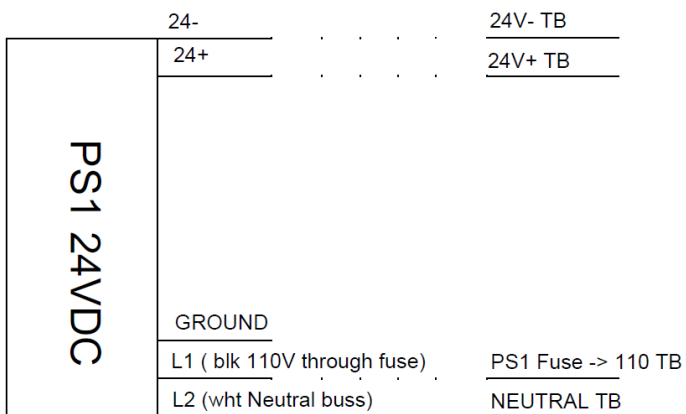 24- 24V- TB
24+ 24V+ TB
PS1 24VDC
GROUND
L1 ( blk 110V through fuse) PS1 Fuse -> 110 TB
L2 (wht Neutral buss) NEUTRAL TB